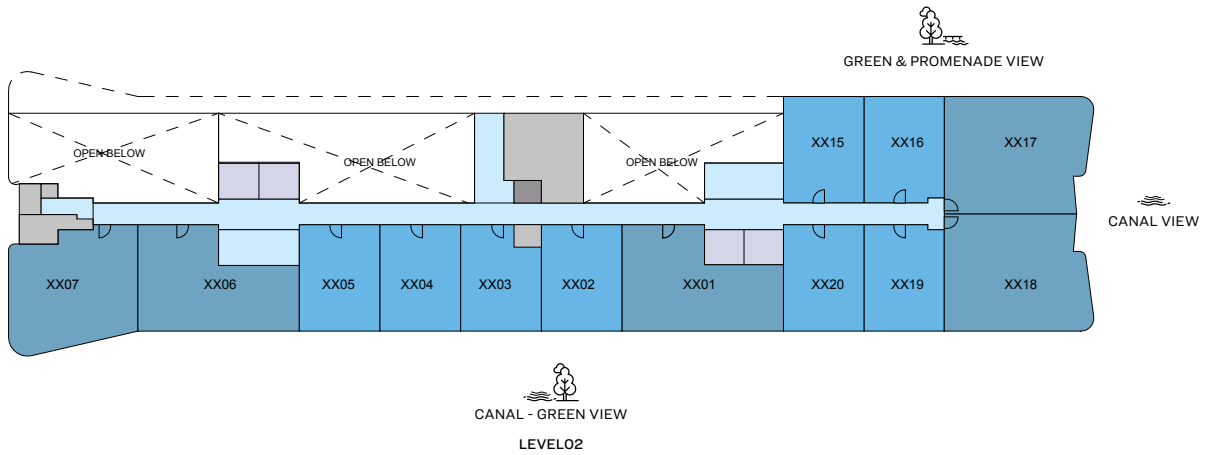 GREEN & PROMENADE VIEW
XX15
XX16
XX17
OPEN BELOW
OPEN BELOW
OPEN BELOW
CANAL VIEW
XX07
XX06
XX05
XX04
XX03
XX02
XX01
XX20
XX19
XX18
CANAL - GREEN VIEW
LEVEL02